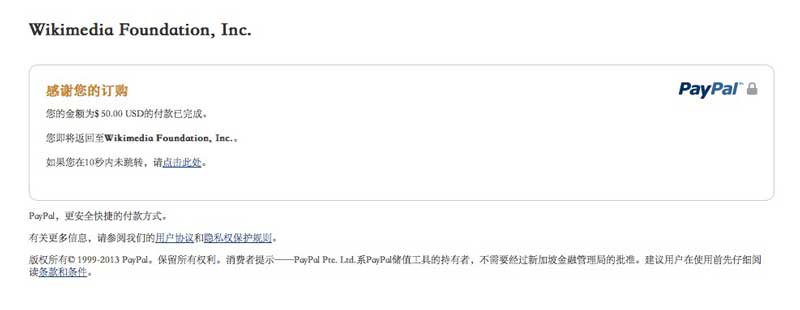 Wikimedia Foundation, Inc.
感谢您的订购
PayPal™
您的金额为$ 50.00 USD的付款已完成。
您即将返回至Wikimedia Foundation, Inc.。
如果您在10秒内未跳转，请点击此处。
PayPal，更安全快捷的付款方式。
有关更多信息，请参阅我们的用户协议和隐私权保护规则。
版权所有© 1999-2013 PayPal。保留所有权利。消费者提示——PayPal Pte. Ltd.系PayPal储值工具的持有者，不需要经过新加坡金融管理局的批准。建议用户在使用前先仔细阅
读条款和条件。